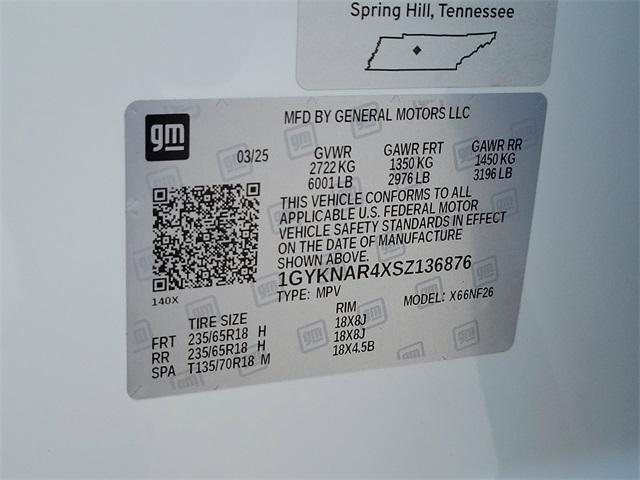 Spring Hill, Tennessee
gm
MFD BY GENERAL MOTORS LLC
03/25 GVWR GAWR FRT GAWR RR
2722 KG 1350 KG 1450 KG
6001 LB 2976 LB 3196 LB
THIS VEHICLE CONFORMS TO ALL
APPLICABLE U.S. FEDERAL MOTOR
VEHICLE SAFETY STANDARDS IN EFFECT
ON THE DATE OF MANUFACTURE
SHOWN ABOVE.
1GYKNAR4XSZ136876
140X
TYPE: MPV MODEL: X66NF26
TIRE SIZE RIM
FRT 235/65R18 H 18X8J
RR 235/65R18 H 18X8J
SPA T135/70R18 M 18X4.5B